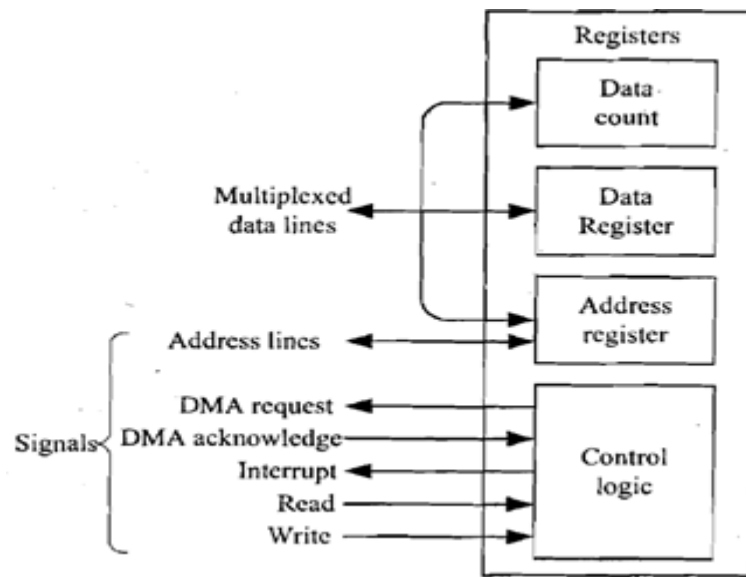 Registers
Data
count
Multiplexed
data lines
Data
Register
Address lines
Address
register
Signals
DMA request
DMA acknowledge
Interrupt
Read
Write
Control
logic